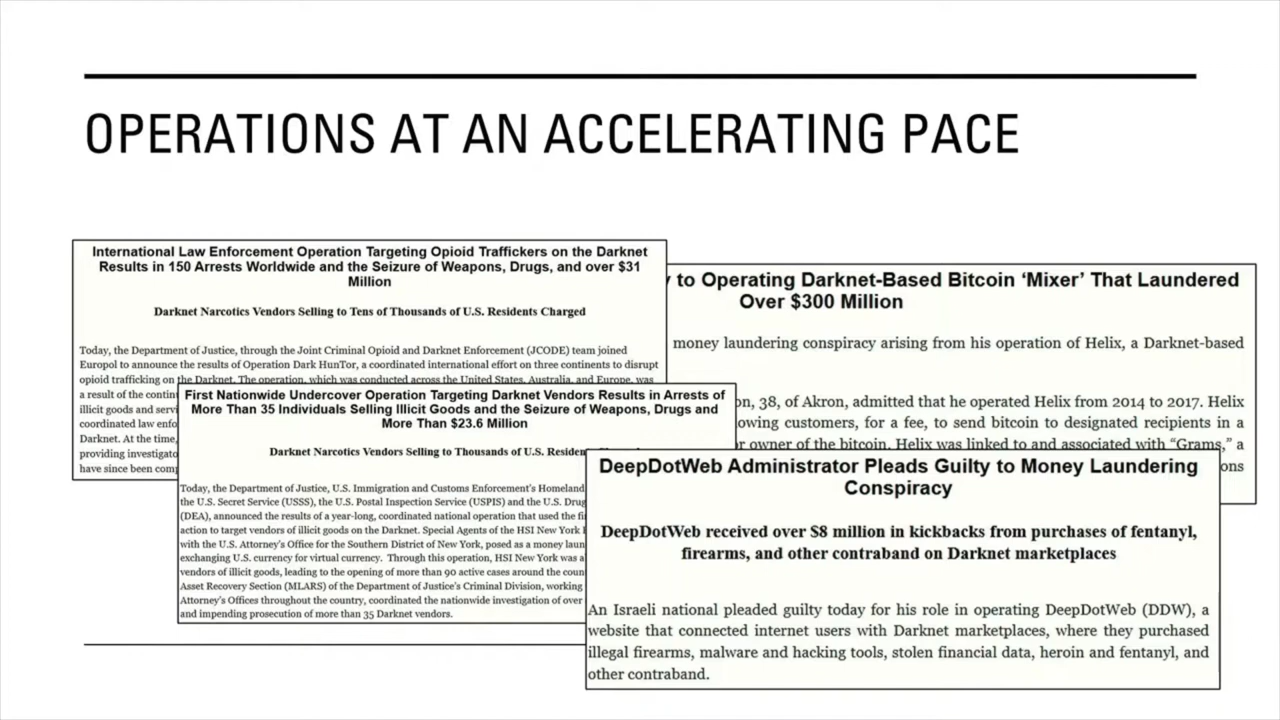 OPERATIONS AT AN ACCELERATING PACE
International Law Enforcement Operation Targeting Opioid Traffickers on the Darknet
Results in 150 Arrests Worldwide and the Seizure of Weapons, Drugs, and over $31
Million
Darknet Narcotics Vendors Selling to Tens of Thousands of U.S. Residents Charged
Today, the Department of Justice, through the Joint Criminal Opioid and Darknet Enforcement (JCODE) team joined
Europol to announce the results of Operation Dark HunTor, a coordinated international effort on three continents to disrupt
opioid trafficking on the Darknet. The operation, which was conducted across the United States, Australia, and Europe, was
a result of the
illicit goods and
coordinated law
Darknet. At the time,
providing
have since been
to Operating Darknet-Based Bitcoin ‘Mixer’ That Laundered
Over $300 Million
money laundering conspiracy arising from his operation of Helix, a Darknet-based
38, of Akron, admitted that he operated Helix from 2014 to 2017. Helix
customers, for a fee, to send bitcoin to designated recipients in a
owner of the bitcoin. Helix was linked to and associated with “Grams,” a
First Nationwide Undercover Operation Targeting Darknet Vendors Results in Arrests of
More Than 35 Individuals Selling Illicit Goods and the Seizure of Weapons, Drugs and
More Than $23.6 Million
Darknet Narcotics Vendors Selling to Thousands of U.S.
Today, the Department of Justice, U.S. Immigration and Customs Enforcement’s Homeland
the U.S. Secret Service (USSS), the U.S. Postal Inspection Service (USPIS) and the U.S. Drug
(DEA), announced the results of a year-long, coordinated national operation that used the
action to target vendors of illicit goods on the Darknet. Special Agents of the HSI New York
with the U.S. Attorney’s Office for the Southern District of New York, posed as a money
exchanging U.S. currency for virtual currency. Through this operation, HSI New York was
vendors of illicit goods, leading to the opening of more than 90 active cases around the
Asset Recovery Section (MLARS) of the Department of Justice’s Criminal Division, working
Attorney’s Offices throughout the country, coordinated the nationwide investigation of over
and impending prosecution of more than 35 Darknet vendors.
DeepDotWeb Administrator Pleads Guilty to Money Laundering
Conspiracy
DeepDotWeb received over $8 million in kickbacks from purchases of fentanyl,
firearms, and other contraband on Darknet marketplaces
An Israeli national pleaded guilty today for his role in operating DeepDotWeb (DDW), a
website that connected internet users with Darknet marketplaces, where they purchased
illegal firearms, malware and hacking tools, stolen financial data, heroin and fentanyl, and
other contraband.